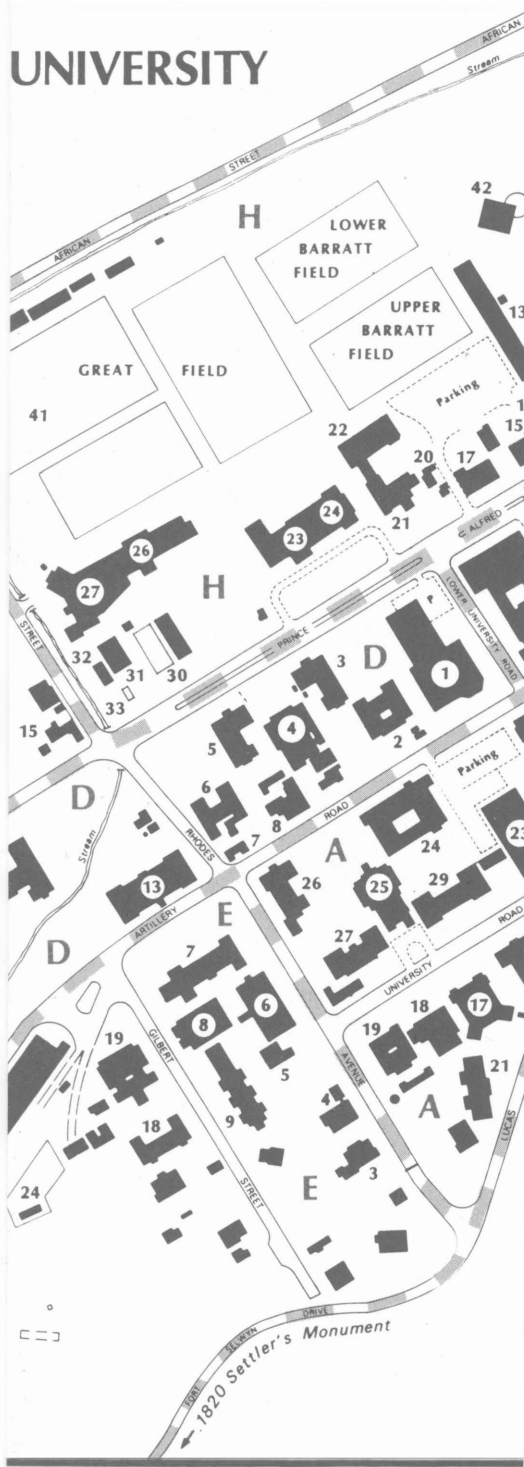 UNIVERSITY
AFRICAN
Stream
STREET
42
H
LOWER
BARRATT
FIELD
AFRICAN
UPPER
BARRATT
FIELD
13
GREAT FIELD
Parking
41
1
15
22
20
17
24
21
23
ALFRED
26
27
H
LOWER
UNIVERSITY ROAD
P
STREET
PRINCE
32
31
30
33
3
D
1
15
5
4
2
6
8
Parking
D
7
ROAD
RHODES
A
24
23
Stream
26
25
29
13
ARTILLERY
E
7
27
ROAD
D
UNIVERSITY
6
8
17
18
19
19
GILBERT
5
21
AVENUE
9
4
A
LUCAS
18
3
24
STREET
E
SELWYN
DRIVE
FORT
1820 Settler's Monument